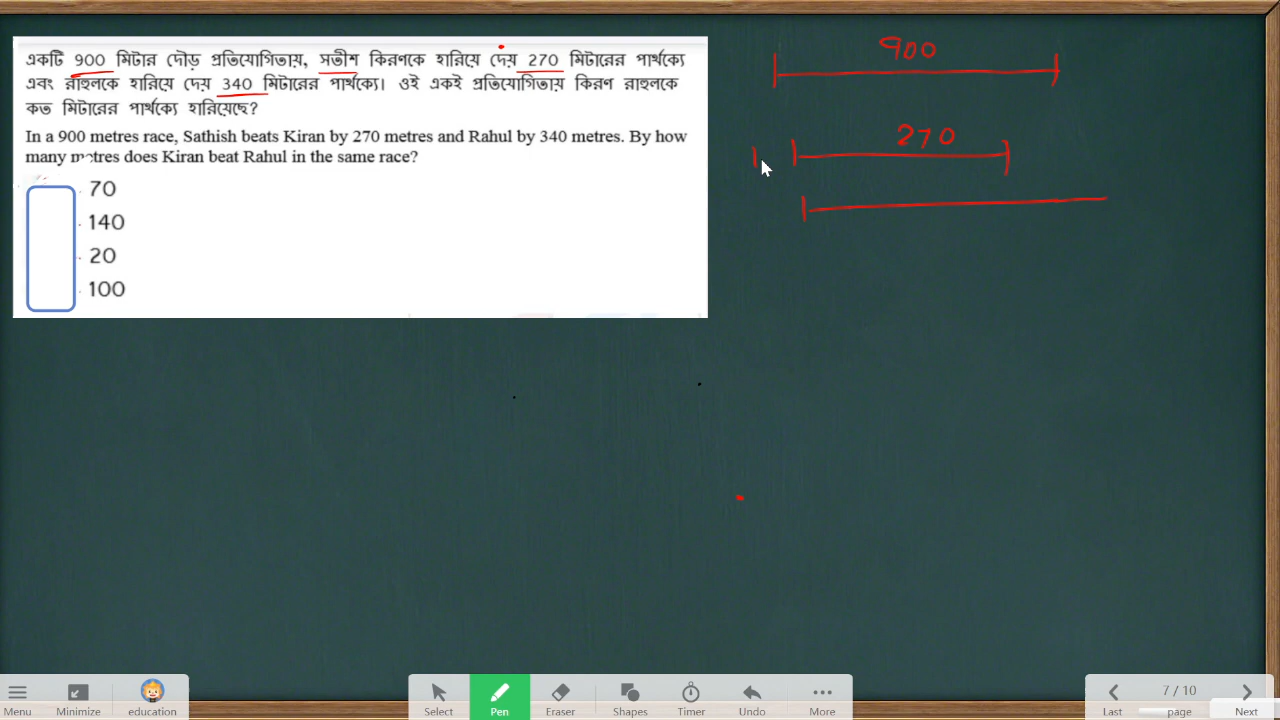 একটি 900 মিটার দৌড় প্রতিযোগিতায়, সতীশ কিরণকে হারিয়ে দেয় 270 মিটারের পার্থক্যে
এবং রাহুলকে হারিয়ে দেয় 340 মিটারের পার্থক্যে। ওই একই প্রতিযোগিতায় কিরণ রাহুলকে
কত মিটারের পার্থক্যে হারিয়েছে?
In a 900 metres race, Sathish beats Kiran by 270 metres and Rahul by 340 metres. By how
many metres does Kiran beat Rahul in the same race?
70
140
20
100
900
270
Menu
Minimize
education
Select
Pen
Eraser
Shapes
Timer
Undo
More
7 / 10
Last
page
Next